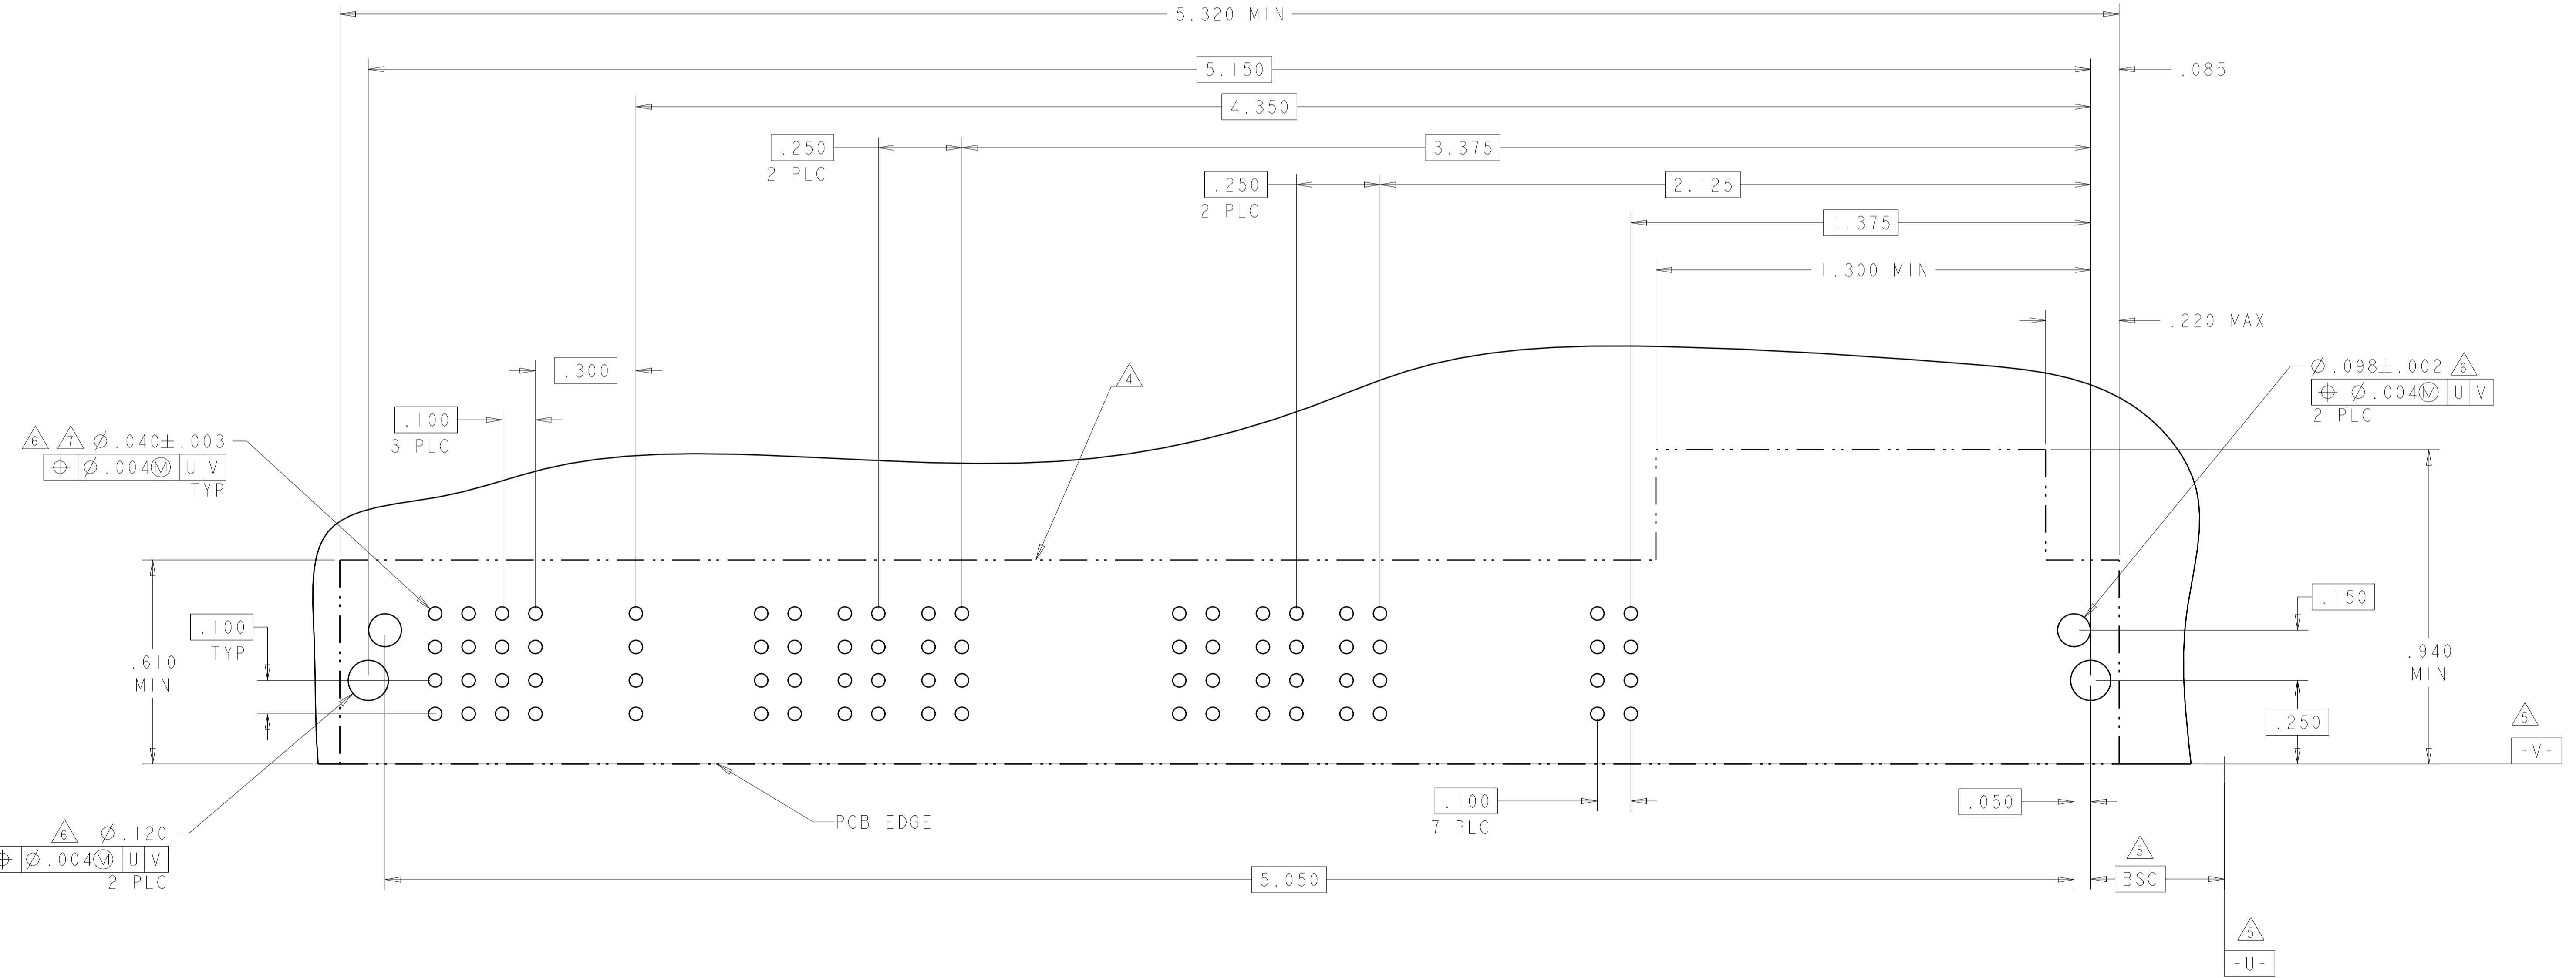 5.320 MIN
5.150
.085
4.350
.250
2 PLC
3.375
.250
2 PLC
2.125
1.375
1.300 MIN
.220 MAX
.300
4
Ø.098±.002 6
⌖ Ø.004Ⓜ U V
2 PLC
.100
3 PLC
6 7 Ø.040±.003
⌖ Ø.004Ⓜ U V
TYP
.150
.100
TYP
.610
MIN
.940
MIN
.250
5
-V-
.100
7 PLC
.050
PCB EDGE
6 Ø.120
⌖ Ø.004Ⓜ U V
2 PLC
5.050
5
BSC
5
-U-